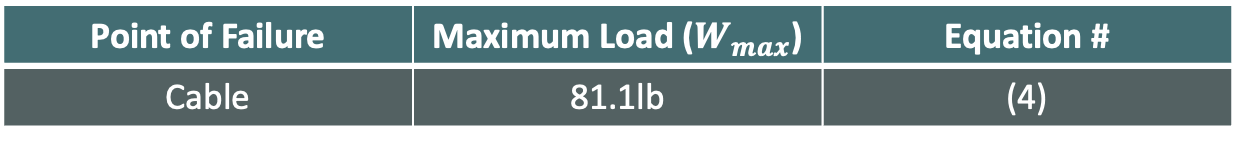 Point of Failure Maximum Load (W_max) Equation #
Cable 81.1lb (4)